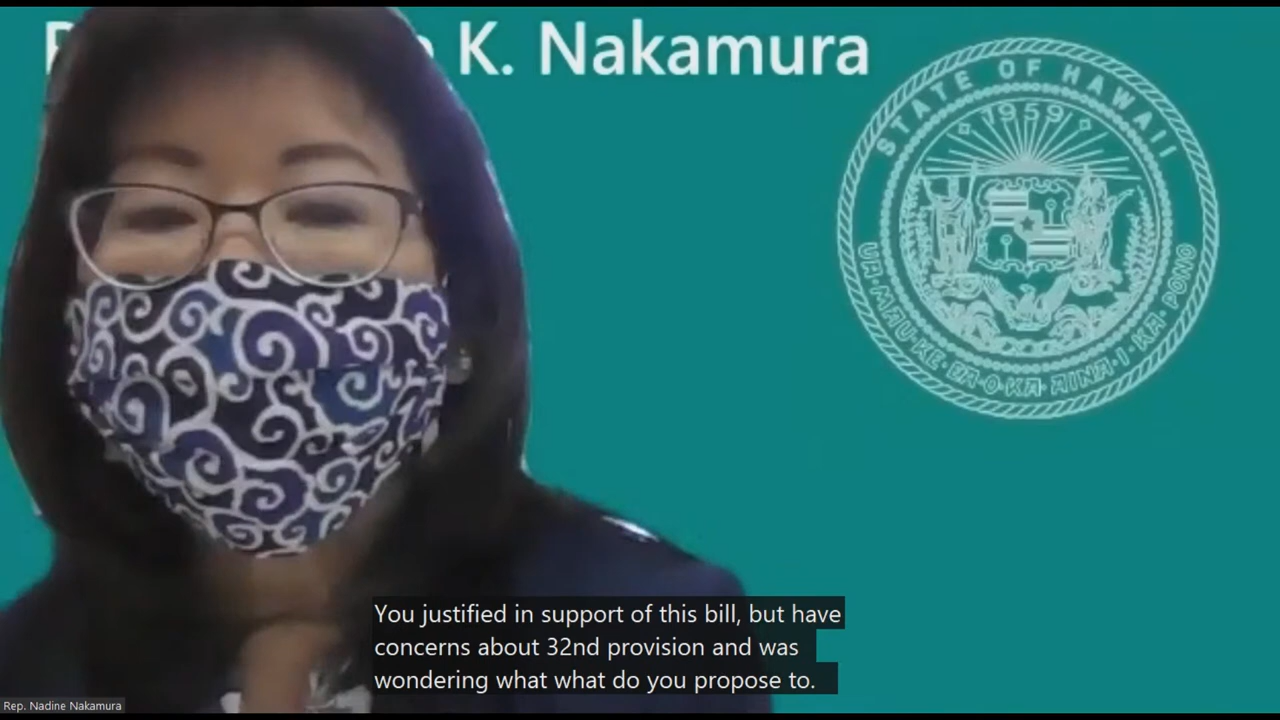 K. Nakamura
STATE OF HAWAII
1959
UA·MAU·KE·EA·O·KA·AINA·I·KA·PONO
You justified in support of this bill, but have
concerns about 32nd provision and was
wondering what what do you propose to.
Rep. Nadine Nakamura